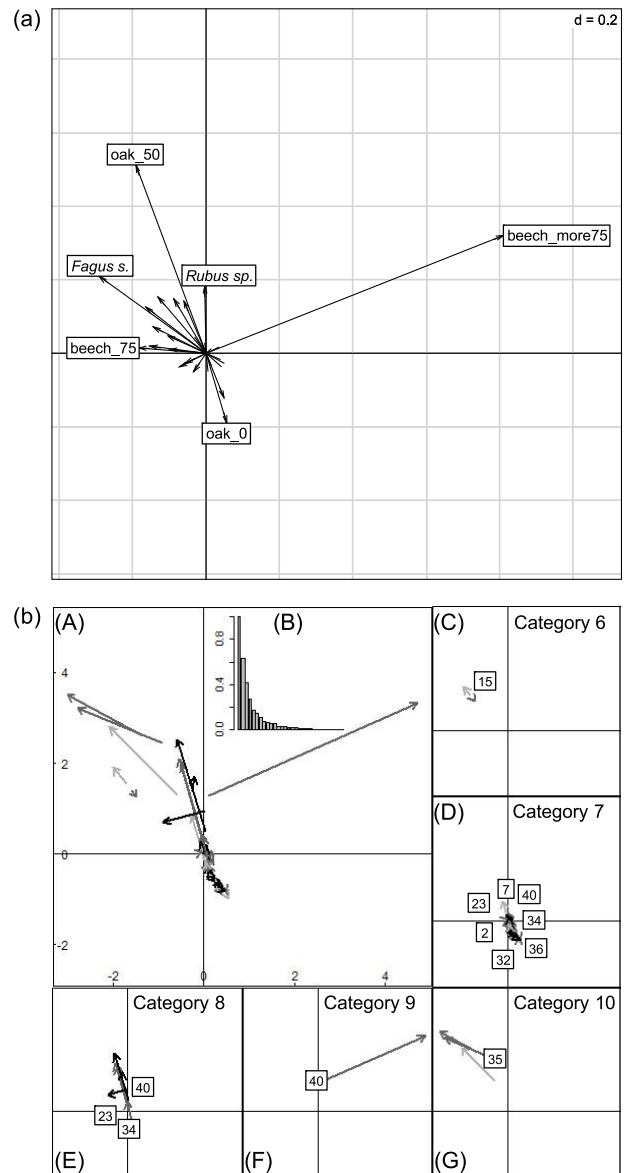 (a)
d = 0.2
oak_50
beech_more75
Fagus s.
Rubus sp.
beech_75
oak_0
(b)
(A)
(B)
0.8
0.4
0.0
4
2
0
-2
-2
0
2
4
(C)
Category 6
15
(D)
Category 7
7
40
23
34
2
36
32
Category 8
40
23
34
(E)
Category 9
40
(F)
Category 10
35
(G)